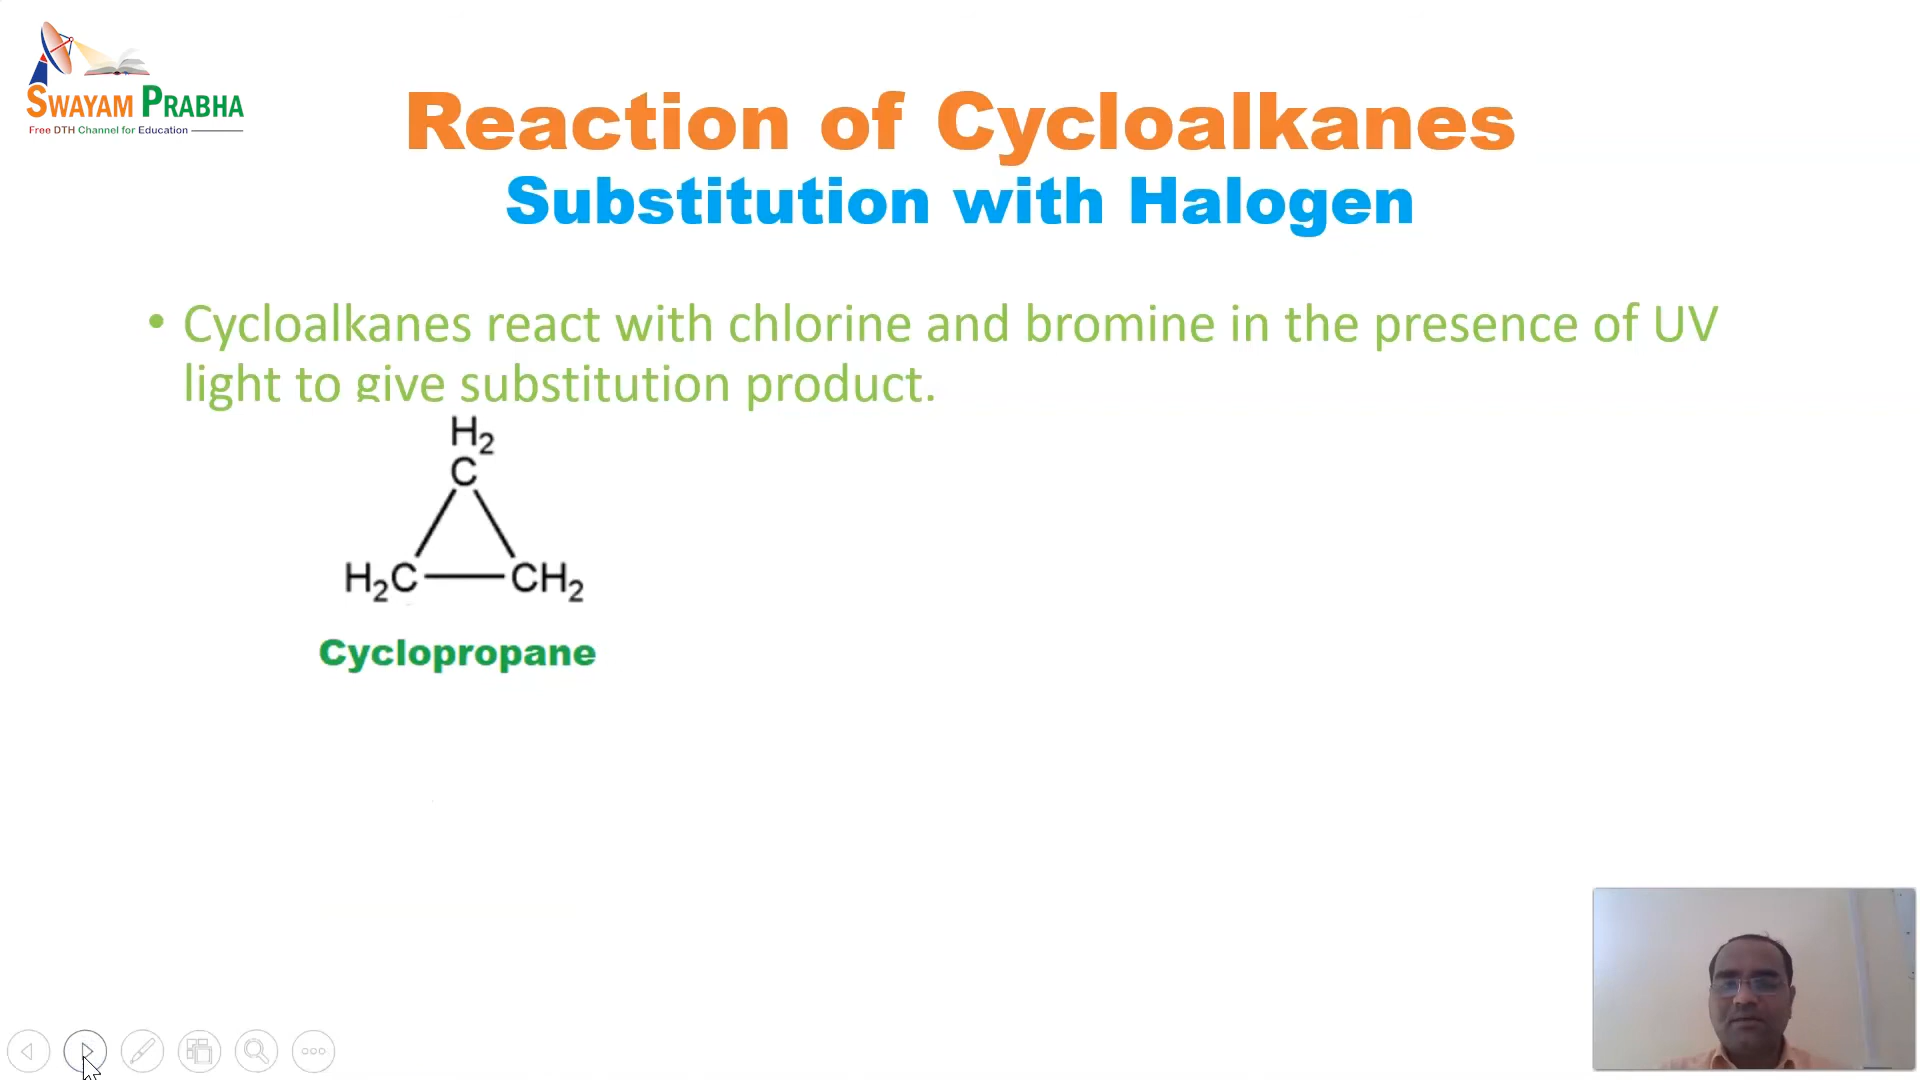 SWAYAM PRABHA
Free DTH Channel for Education
Reaction of Cycloalkanes
Substitution with Halogen
• Cycloalkanes react with chlorine and bromine in the presence of UV
light to give substitution product.
H₂
C
H₂C CH₂
Cyclopropane